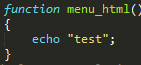 function menu_html()
{
    echo "test";
}